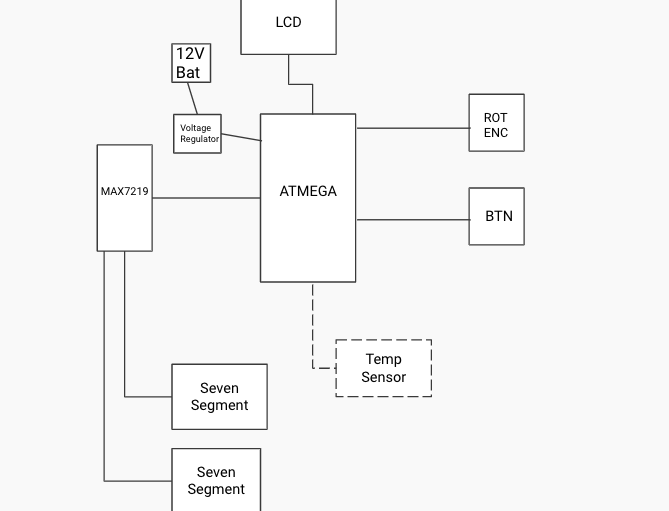 LCD
12V
Bat
Voltage
Regulator
ROT
ENC
MAX7219
ATMEGA
BTN
Temp
Sensor
Seven
Segment
Seven
Segment